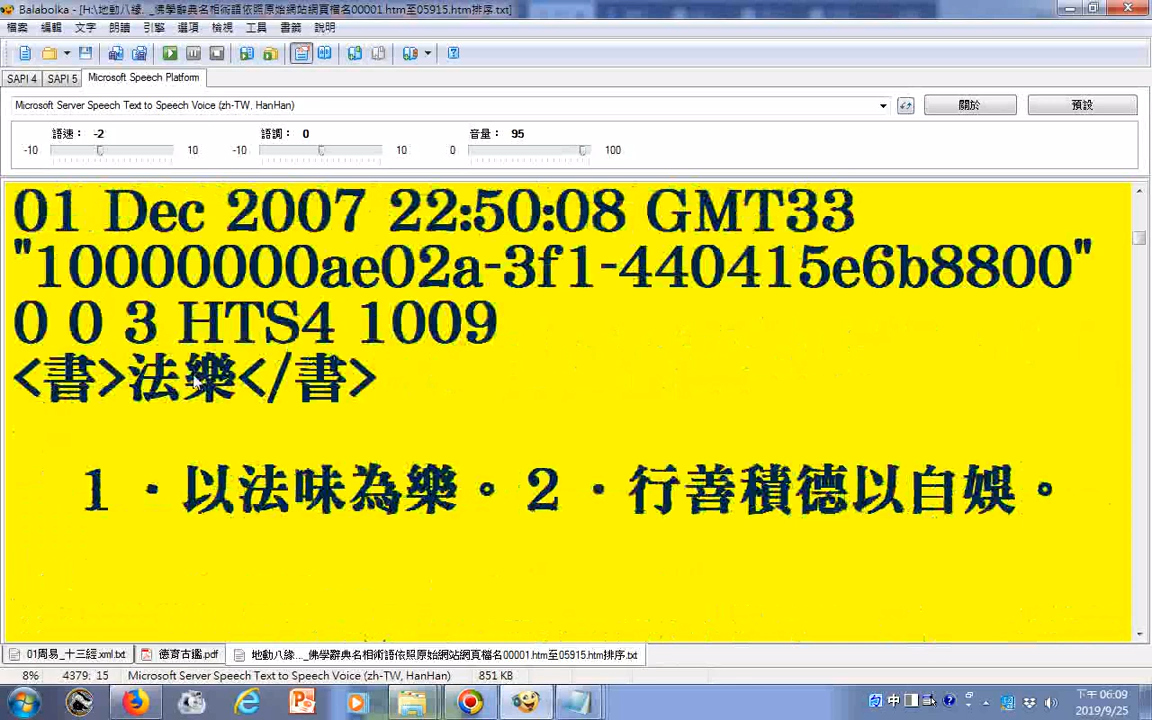 Balabolka - [H:\地動八緣... _佛學辭典名相術語依照原始網站網頁檔名00001.htm至05915.htm排序.txt]
檔案 編輯 文字 朗讀 引擎 選項 檢視 工具 書籤 說明
SAPI 4 SAPI 5 Microsoft Speech Platform
Microsoft Server Speech Text to Speech Voice (zh-TW, HanHan) 關於 預設
語速： -2 語調： 0 音量： 95
-10 10 -10 10 0 100
01 Dec 2007 22:50:08 GMT33
"10000000ae02a-3f1-440415e6b8800"
0 0 3 HTS4 1009
<書>法樂</書>
1．以法味為樂。2．行善積德以自娛。
01周易_十三經.xml.txt 德育古鑑.pdf 地動八緣..._佛學辭典名相術語依照原始網站網頁檔名00001.htm至05915.htm排序.txt
8% 4379: 15 Microsoft Server Speech Text to Speech Voice (zh-TW, HanHan) 851 KB
中 下午 06:09
2019/9/25